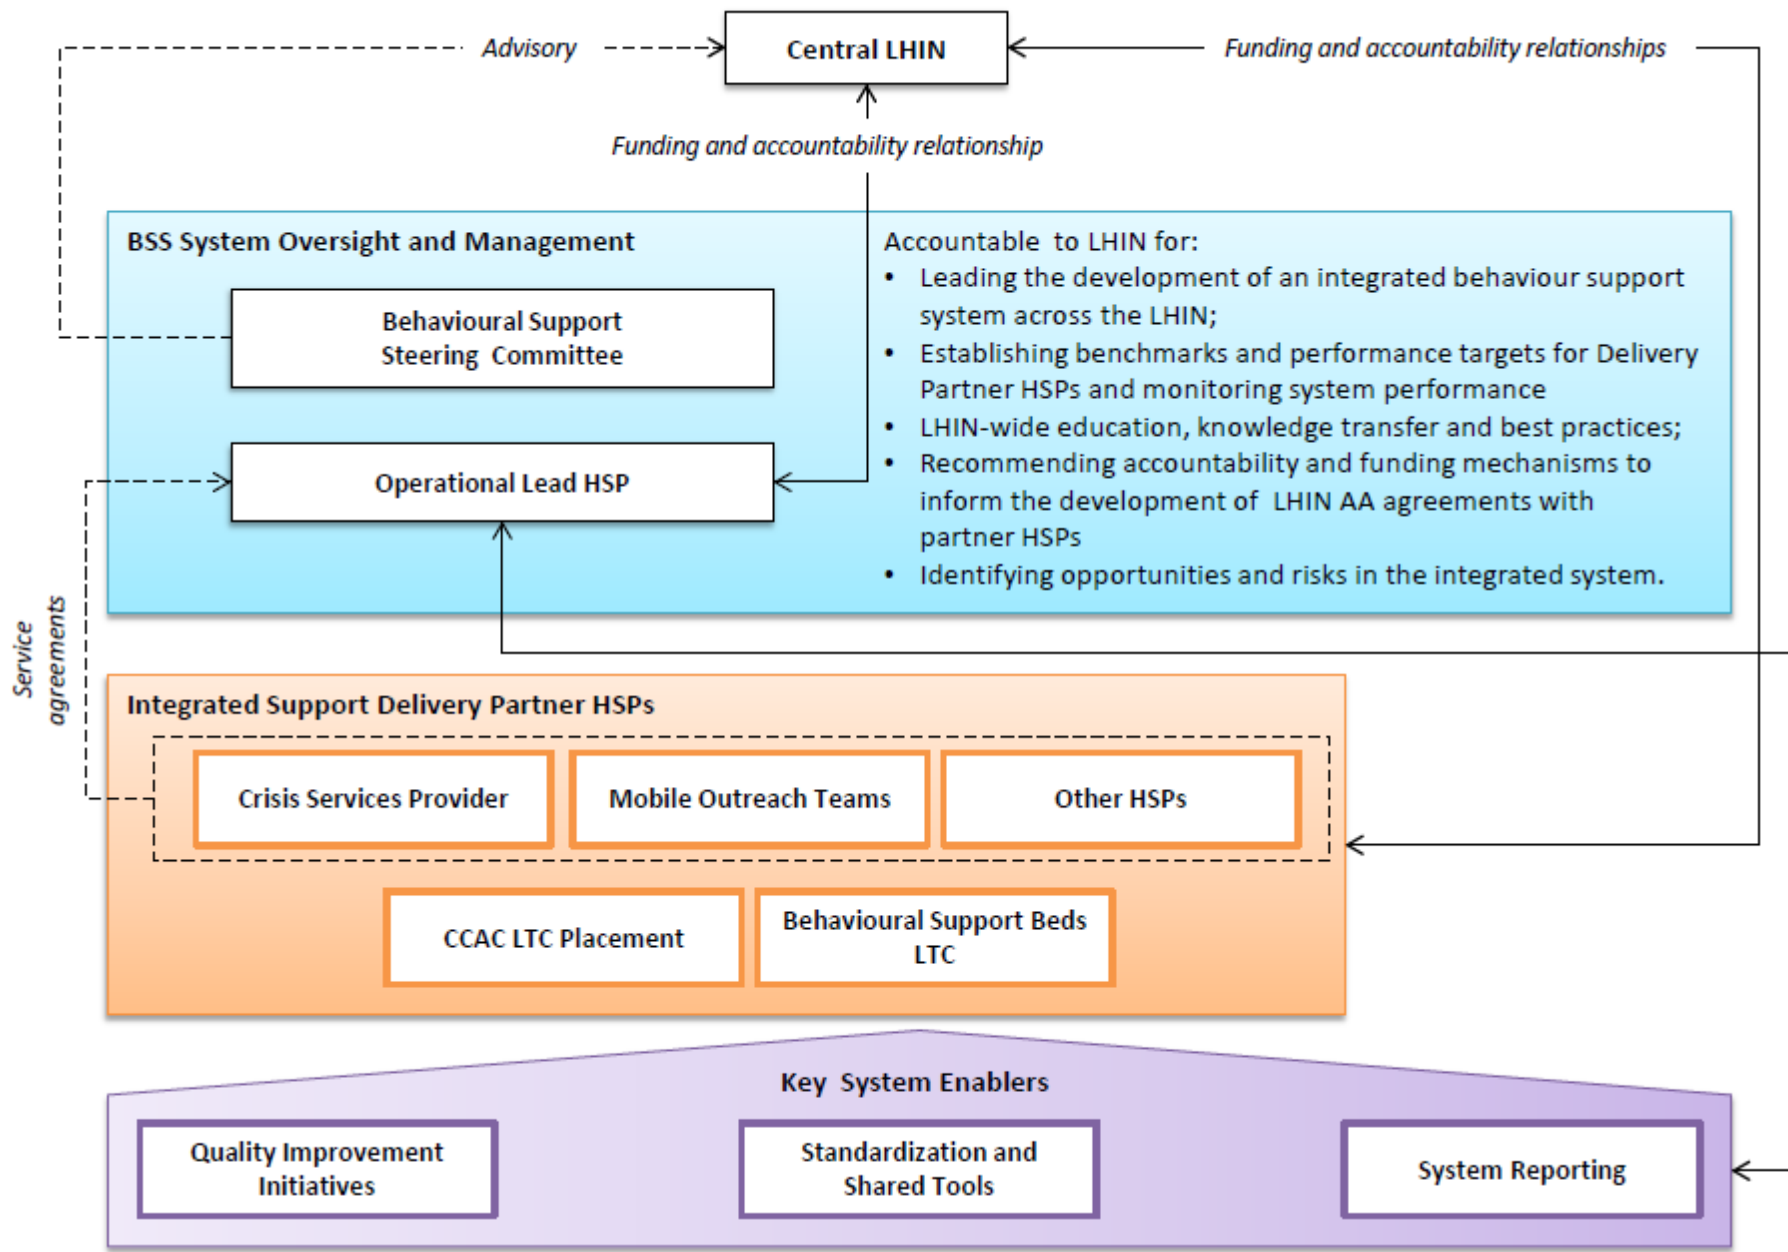 Advisory
Central LHIN
Funding and accountability relationships
Funding and accountability relationship
BSS System Oversight and Management
Behavioural Support
Steering Committee
Operational Lead HSP
Accountable to LHIN for:
• Leading the development of an integrated behaviour support
system across the LHIN;
• Establishing benchmarks and performance targets for Delivery
Partner HSPs and monitoring system performance
• LHIN-wide education, knowledge transfer and best practices;
• Recommending accountability and funding mechanisms to
inform the development of LHIN AA agreements with
partner HSPs
• Identifying opportunities and risks in the integrated system.
Service
agreements
Integrated Support Delivery Partner HSPs
Crisis Services Provider
Mobile Outreach Teams
Other HSPs
CCAC LTC Placement
Behavioural Support Beds
LTC
Key System Enablers
Quality Improvement
Initiatives
Standardization and
Shared Tools
System Reporting